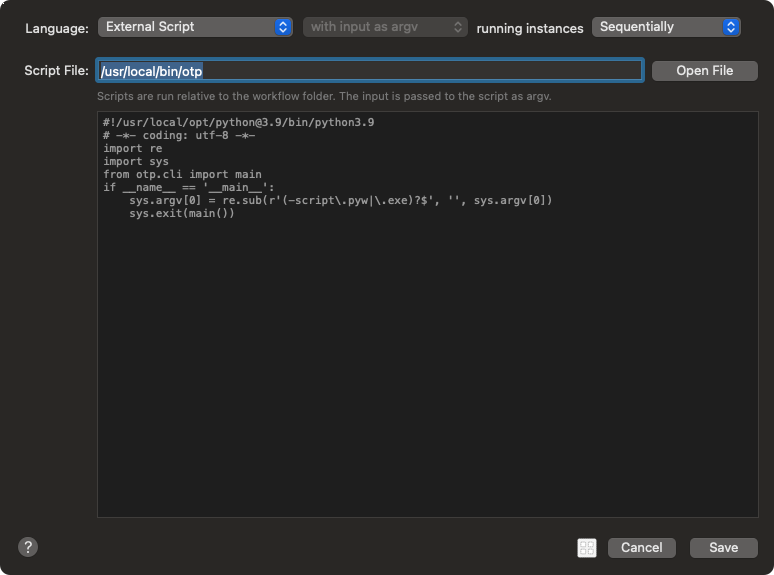 Language: External Script with input as argv running instances Sequentially
Script File: /usr/local/bin/otp Open File
Scripts are run relative to the workflow folder. The input is passed to the script as argv.
#!/usr/local/opt/python@3.9/bin/python3.9
# -*- coding: utf-8 -*-
import re
import sys
from otp.cli import main
if __name__ == '__main__':
    sys.argv[0] = re.sub(r'(-script\.pyw|\.exe)?$', '', sys.argv[0])
    sys.exit(main())
? Cancel Save